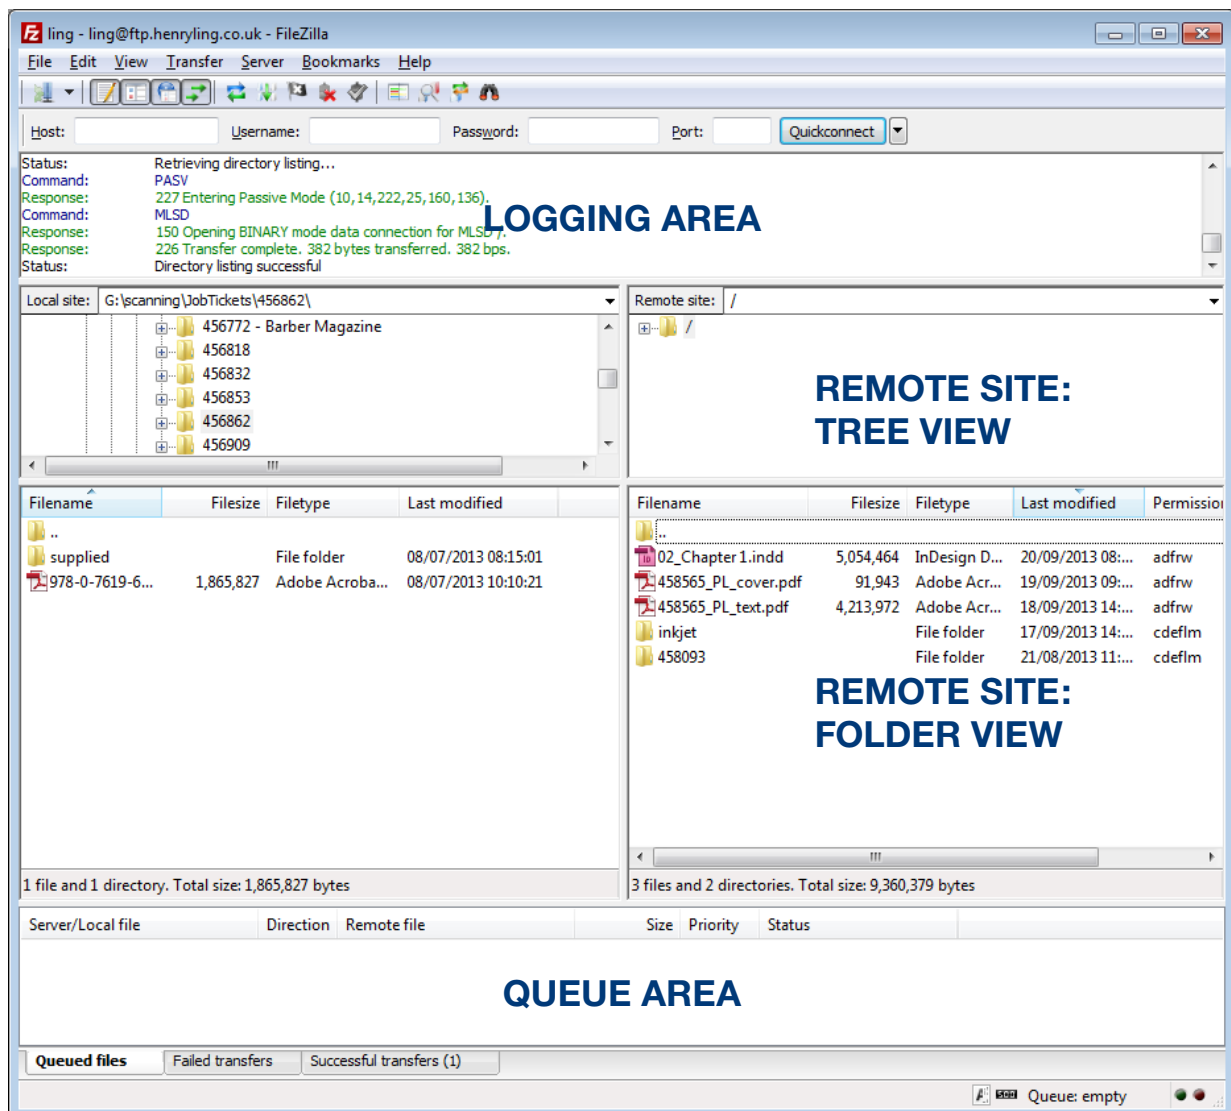 ling - ling@ftp.henryling.co.uk - FileZilla
File Edit View Transfer Server Bookmarks Help
Host: Username: Password: Port: Quickconnect
Status: Retrieving directory listing...
Command: PASV
Response: 227 Entering Passive Mode (10,14,222,25,160,136).
Command: MLSD
Response: 150 Opening BINARY mode data connection for MLSD /.
Response: 226 Transfer complete. 382 bytes transferred. 382 bps.
Status: Directory listing successful
LOGGING AREA
Local site: G:\scanning\JobTickets\456862\
456772 - Barber Magazine
456818
456832
456853
456862
456909
Remote site: /
/
REMOTE SITE:
TREE VIEW
Filename Filesize Filetype Last modified
..
supplied File folder 08/07/2013 08:15:01
978-0-7619-6... 1,865,827 Adobe Acroba... 08/07/2013 10:10:21
1 file and 1 directory. Total size: 1,865,827 bytes
Filename Filesize Filetype Last modified Permission
..
02_Chapter 1.indd 5,054,464 InDesign D... 20/09/2013 08:... adfrw
458565_PL_cover.pdf 91,943 Adobe Acr... 19/09/2013 09:... adfrw
458565_PL_text.pdf 4,213,972 Adobe Acr... 18/09/2013 14:... adfrw
inkjet File folder 17/09/2013 14:... cdeflm
458093 File folder 21/08/2013 11:... cdeflm
REMOTE SITE:
FOLDER VIEW
3 files and 2 directories. Total size: 9,360,379 bytes
Server/Local file Direction Remote file Size Priority Status
QUEUE AREA
Queued files Failed transfers Successful transfers (1)
Queue: empty